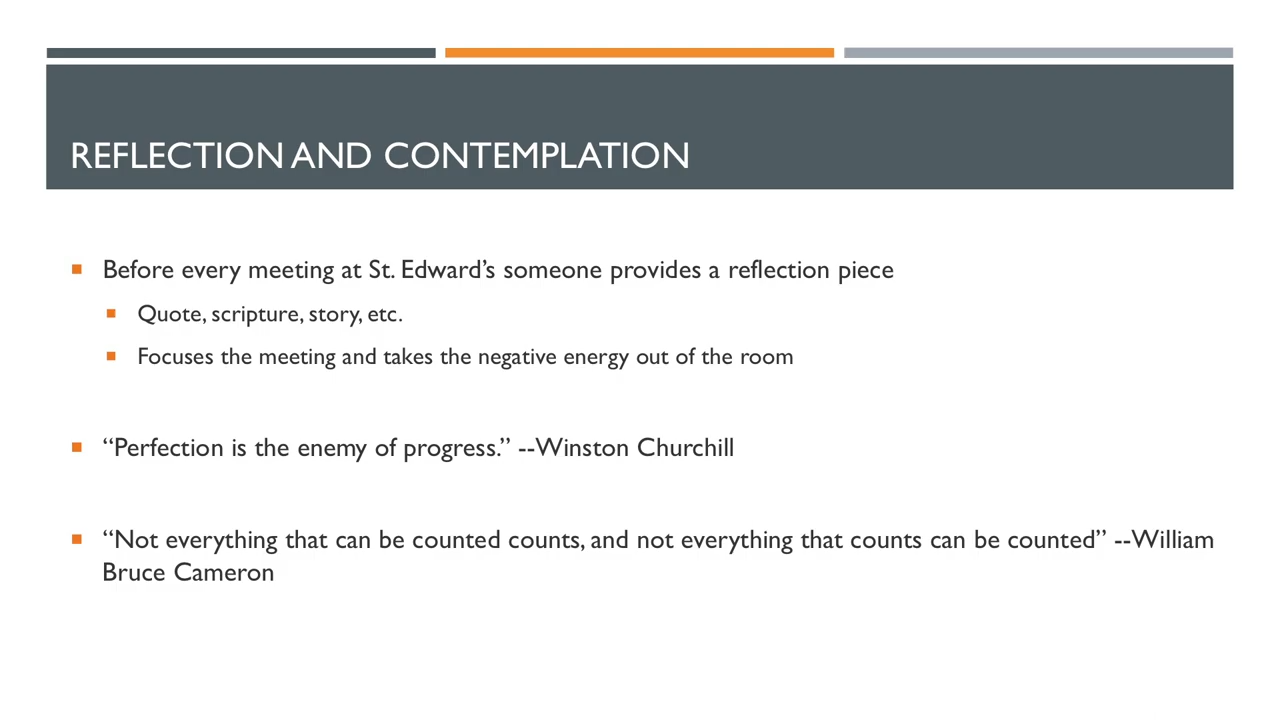 REFLECTION AND CONTEMPLATION
Before every meeting at St. Edward’s someone provides a reflection piece
Quote, scripture, story, etc.
Focuses the meeting and takes the negative energy out of the room
“Perfection is the enemy of progress.” --Winston Churchill
“Not everything that can be counted counts, and not everything that counts can be counted” --William
Bruce Cameron